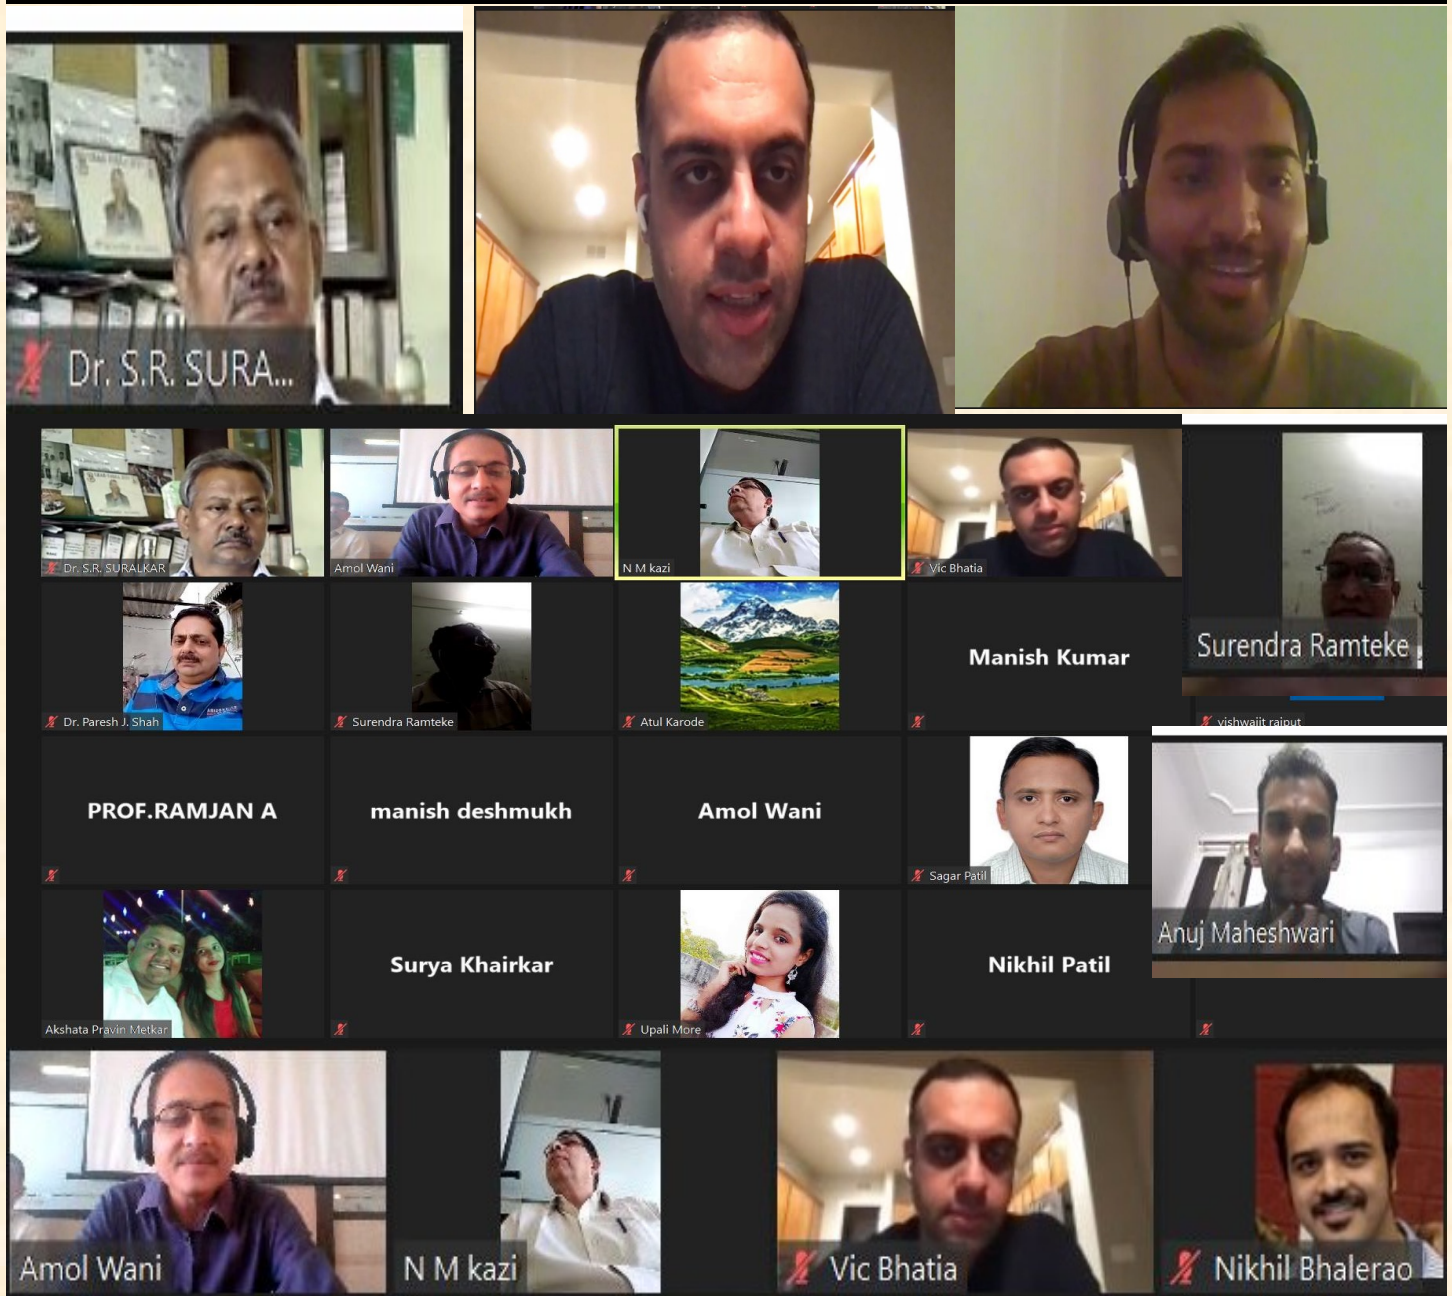 Dr. S.R. SURA...
Dr. S.R. SURALKAR
Amol Wani
N M kazi
Vic Bhatia
Surendra Ramteke
Dr. Paresh J. Shah
Surendra Ramteke
Atul Karode
Manish Kumar
vishwajit rajput
PROF.RAMJAN A
manish deshmukh
Amol Wani
Sagar Patil
Anuj Maheshwari
Akshata Pravin Metkar
Surya Khairkar
Upali More
Nikhil Patil
Amol Wani
N M kazi
Vic Bhatia
Nikhil Bhalerao